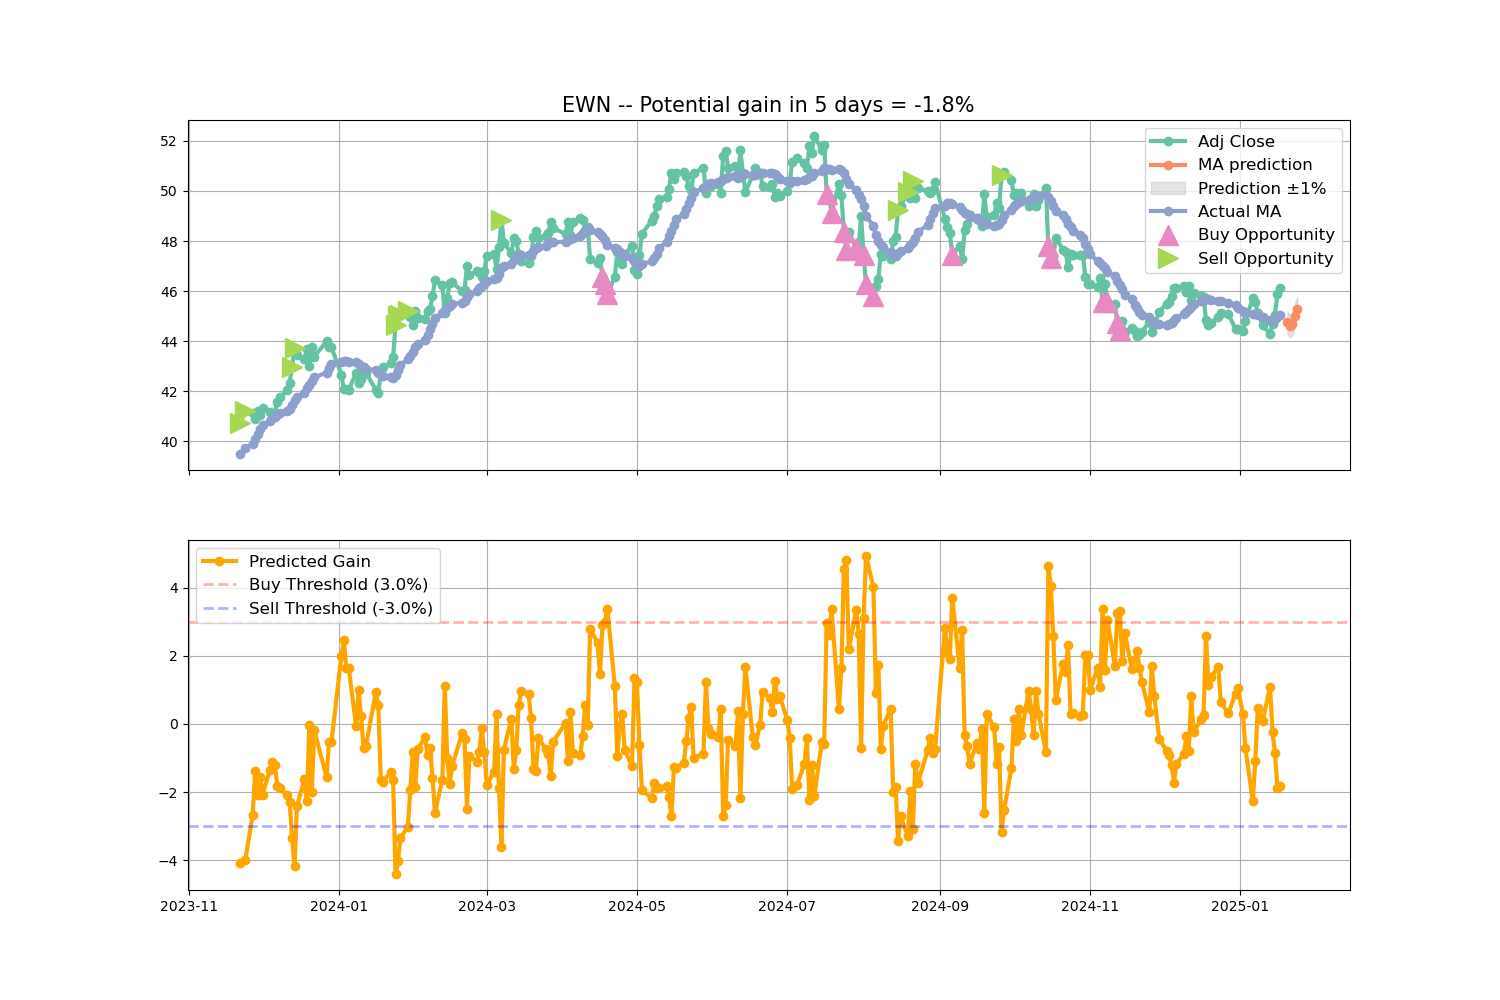 EWN -- Potential gain in 5 days = -1.8%
52
50
48
46
44
42
40
Adj Close
MA prediction
Prediction ±1%
Actual MA
Buy Opportunity
Sell Opportunity
4
2
0
−2
−4
Predicted Gain
Buy Threshold (3.0%)
Sell Threshold (-3.0%)
2023-11
2024-01
2024-03
2024-05
2024-07
2024-09
2024-11
2025-01